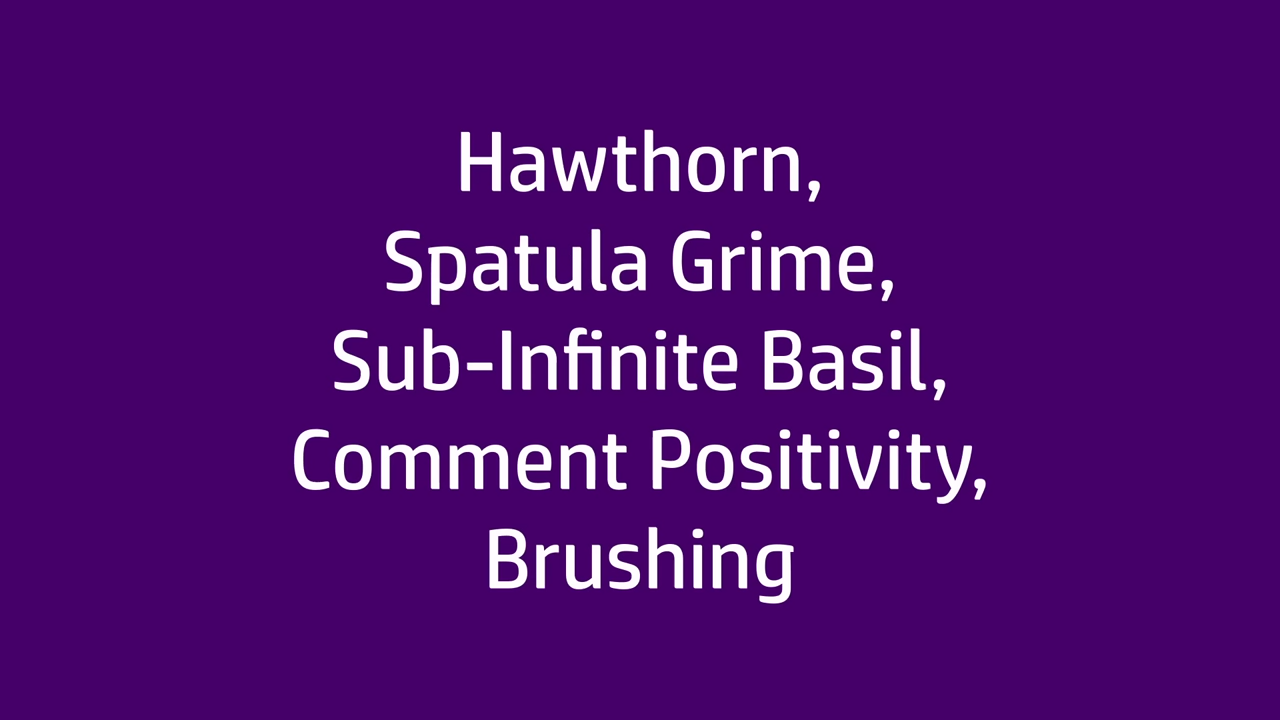 Hawthorn,
Spatula Grime,
Sub-Infinite Basil,
Comment Positivity,
Brushing